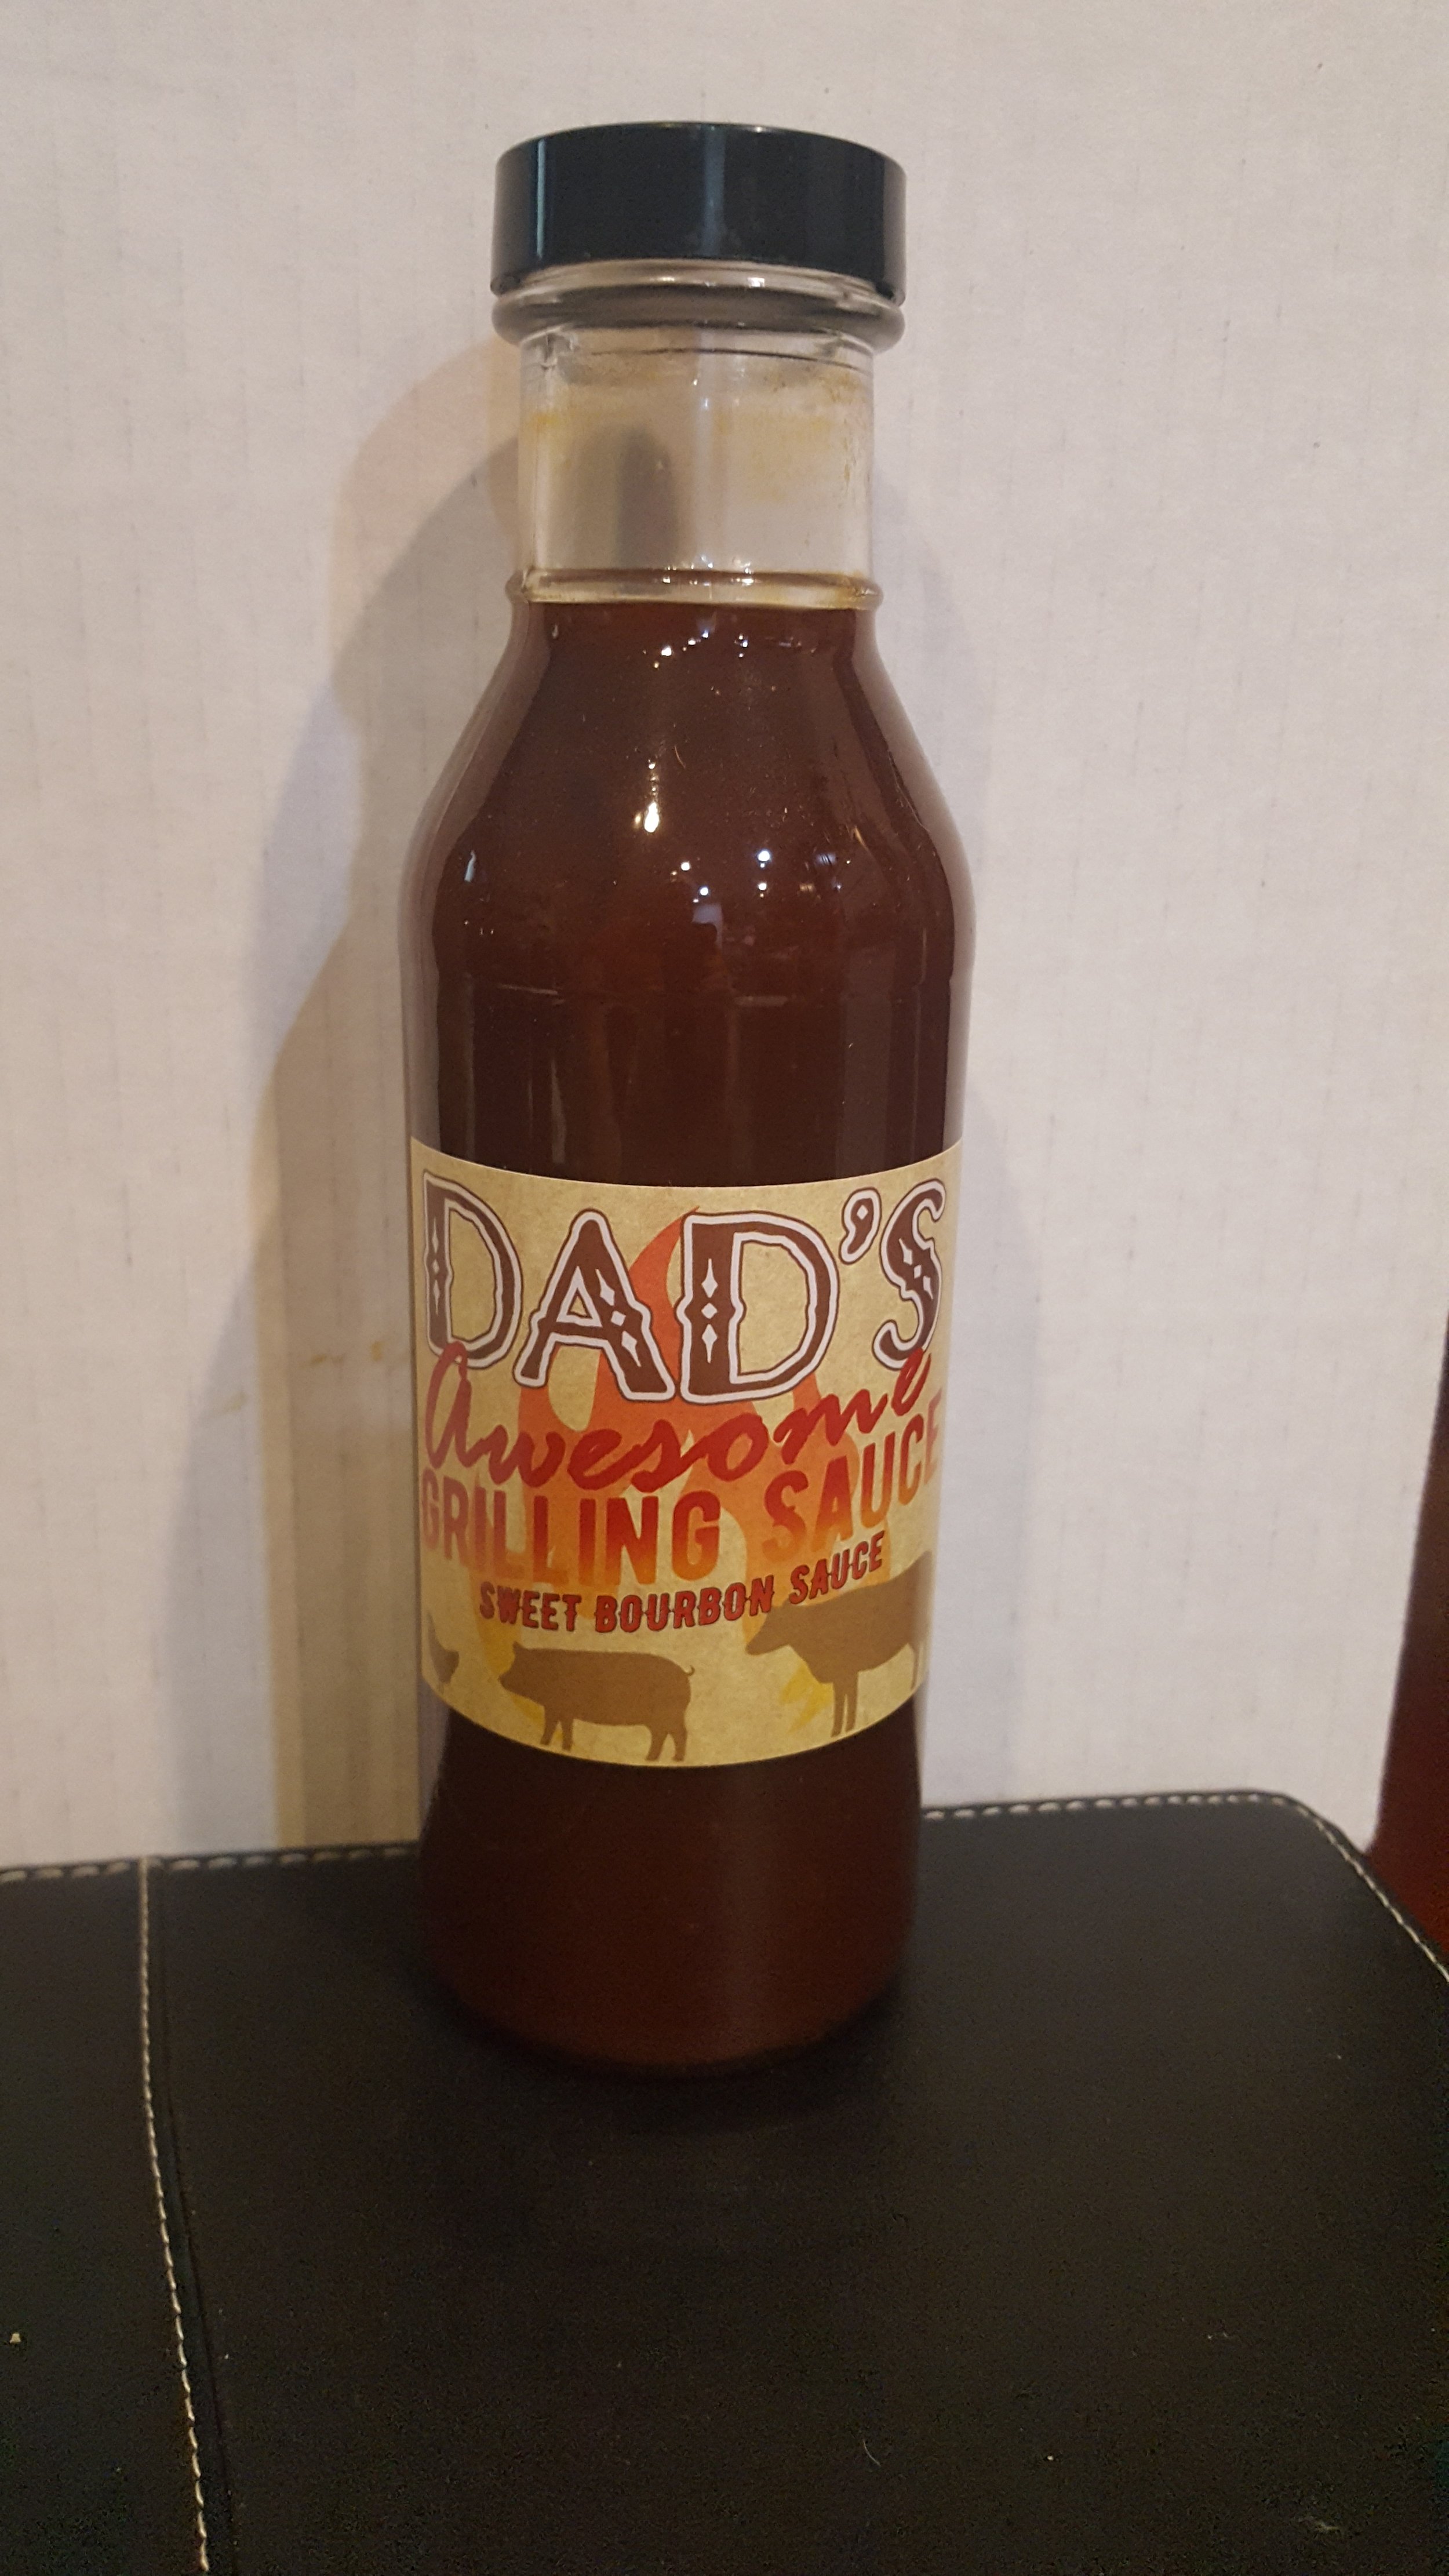 DAD'S
Awesome
GRILLING SAUCE
SWEET BOURBON SAUCE